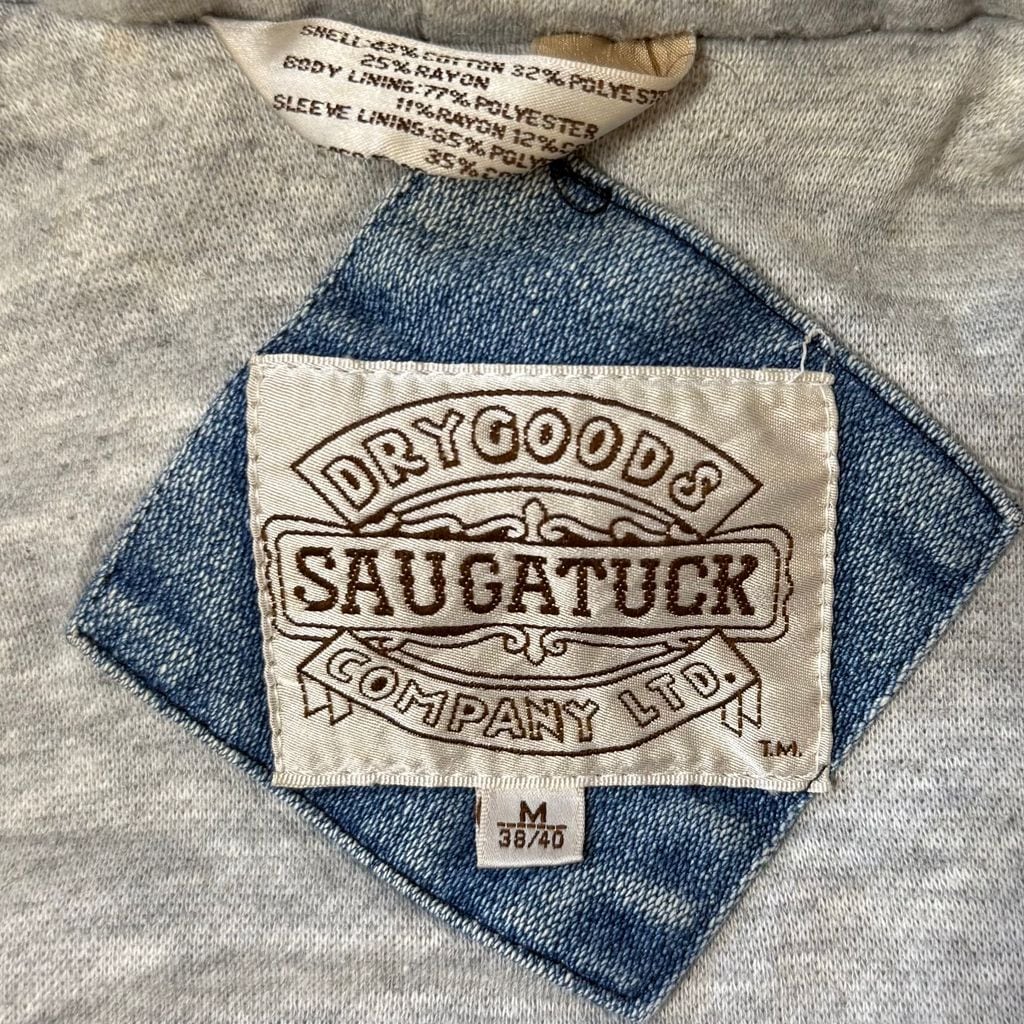 SHELL:43% COTTON 32% POLYEST
25% RAYON
BODY LINING:77% POLYESTER
11% RAYON 12%
SLEEVE LINING:65% POLY
35%
DRYGOODS
SAUGATUCK
COMPANY LTD.
T.M.
M
38/40